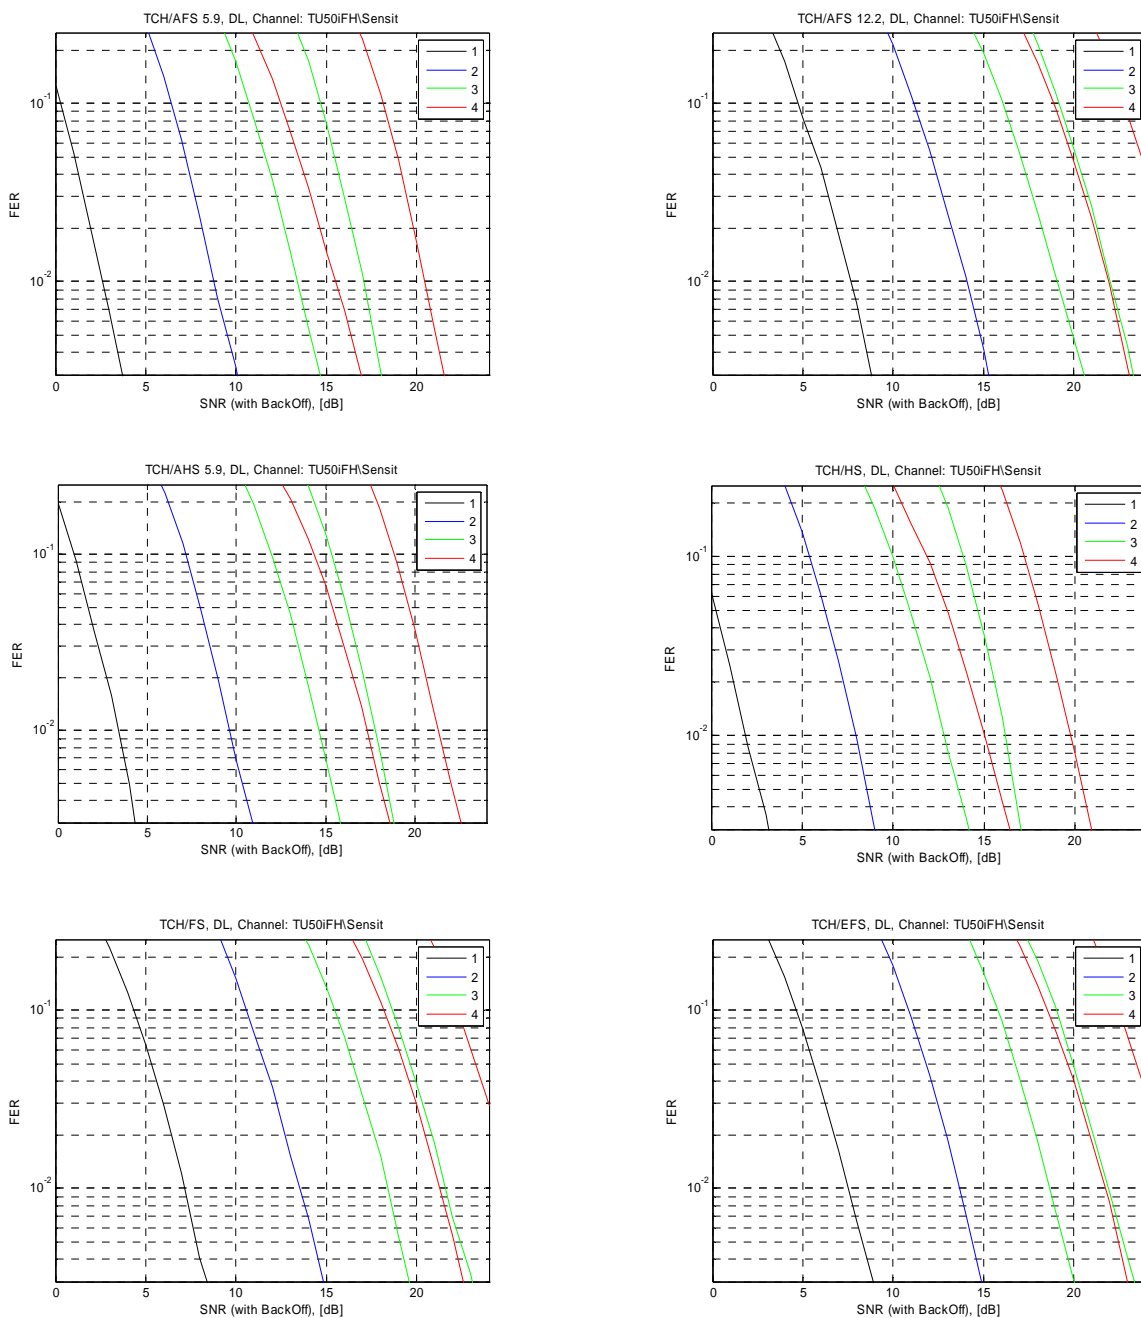 TCH/AFS 5.9, DL, Channel: TU50iFH\Sensit
FER
10-1
10-2
0 5 10 15 20
SNR (with BackOff), [dB]
1
2
3
4
TCH/AFS 12.2, DL, Channel: TU50iFH\Sensit
FER
10-1
10-2
0 5 10 15 20
SNR (with BackOff), [dB]
1
2
3
4
TCH/AHS 5.9, DL, Channel: TU50iFH\Sensit
FER
10-1
10-2
0 5 10 15 20
SNR (with BackOff), [dB]
1
2
3
4
TCH/HS, DL, Channel: TU50iFH\Sensit
FER
10-1
10-2
0 5 10 15 20
SNR (with BackOff), [dB]
1
2
3
4
TCH/FS, DL, Channel: TU50iFH\Sensit
FER
10-1
10-2
0 5 10 15 20
SNR (with BackOff), [dB]
1
2
3
4
TCH/EFS, DL, Channel: TU50iFH\Sensit
FER
10-1
10-2
0 5 10 15 20
SNR (with BackOff), [dB]
1
2
3
4